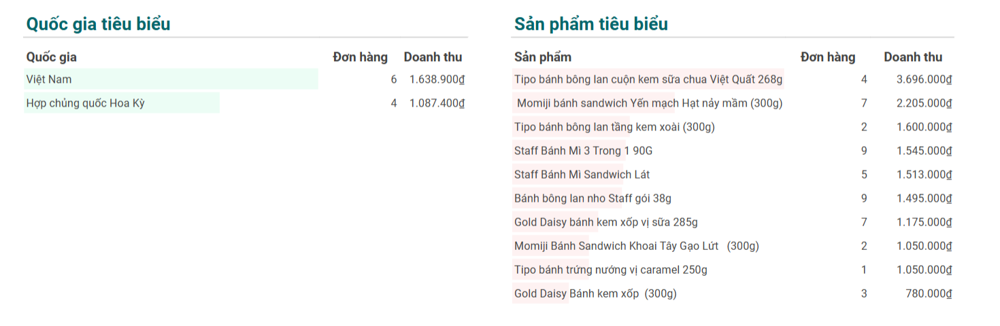 Quốc gia tiêu biểu
Quốc gia Đơn hàng Doanh thu
Việt Nam 6 1.638.900₫
Hợp chủng quốc Hoa Kỳ 4 1.087.400₫
Sản phẩm tiêu biểu
Sản phẩm Đơn hàng Doanh thu
Tipo bánh bông lan cuộn kem sữa chua Việt Quất 268g 4 3.696.000₫
Momiji bánh sandwich Yến mạch Hạt nảy mầm (300g) 7 2.205.000₫
Tipo bánh bông lan tầng kem xoài (300g) 2 1.600.000₫
Staff Bánh Mì 3 Trong 1 90G 9 1.545.000₫
Staff Bánh Mì Sandwich Lát 5 1.513.000₫
Bánh bông lan nho Staff gói 38g 9 1.495.000₫
Gold Daisy bánh kem xốp vị sữa 285g 7 1.175.000₫
Momiji Bánh Sandwich Khoai Tây Gạo Lứt (300g) 2 1.050.000₫
Tipo bánh trứng nướng vị caramel 250g 1 1.050.000₫
Gold Daisy Bánh kem xốp (300g) 3 780.000₫